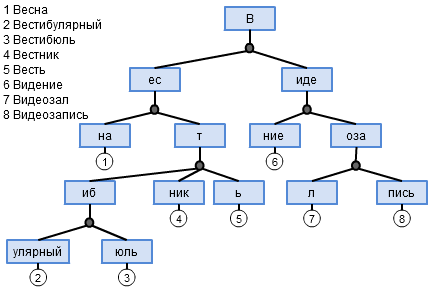 1 Весна
2 Вестибулярный
3 Вестибюль
4 Вестник
5 Весть
6 Видение
7 Видеозал
8 Видеозапись
В
ес
иде
на
т
ние
оза
1
6
иб
ник
ь
л
пись
4
5
7
8
улярный
юль
2
3